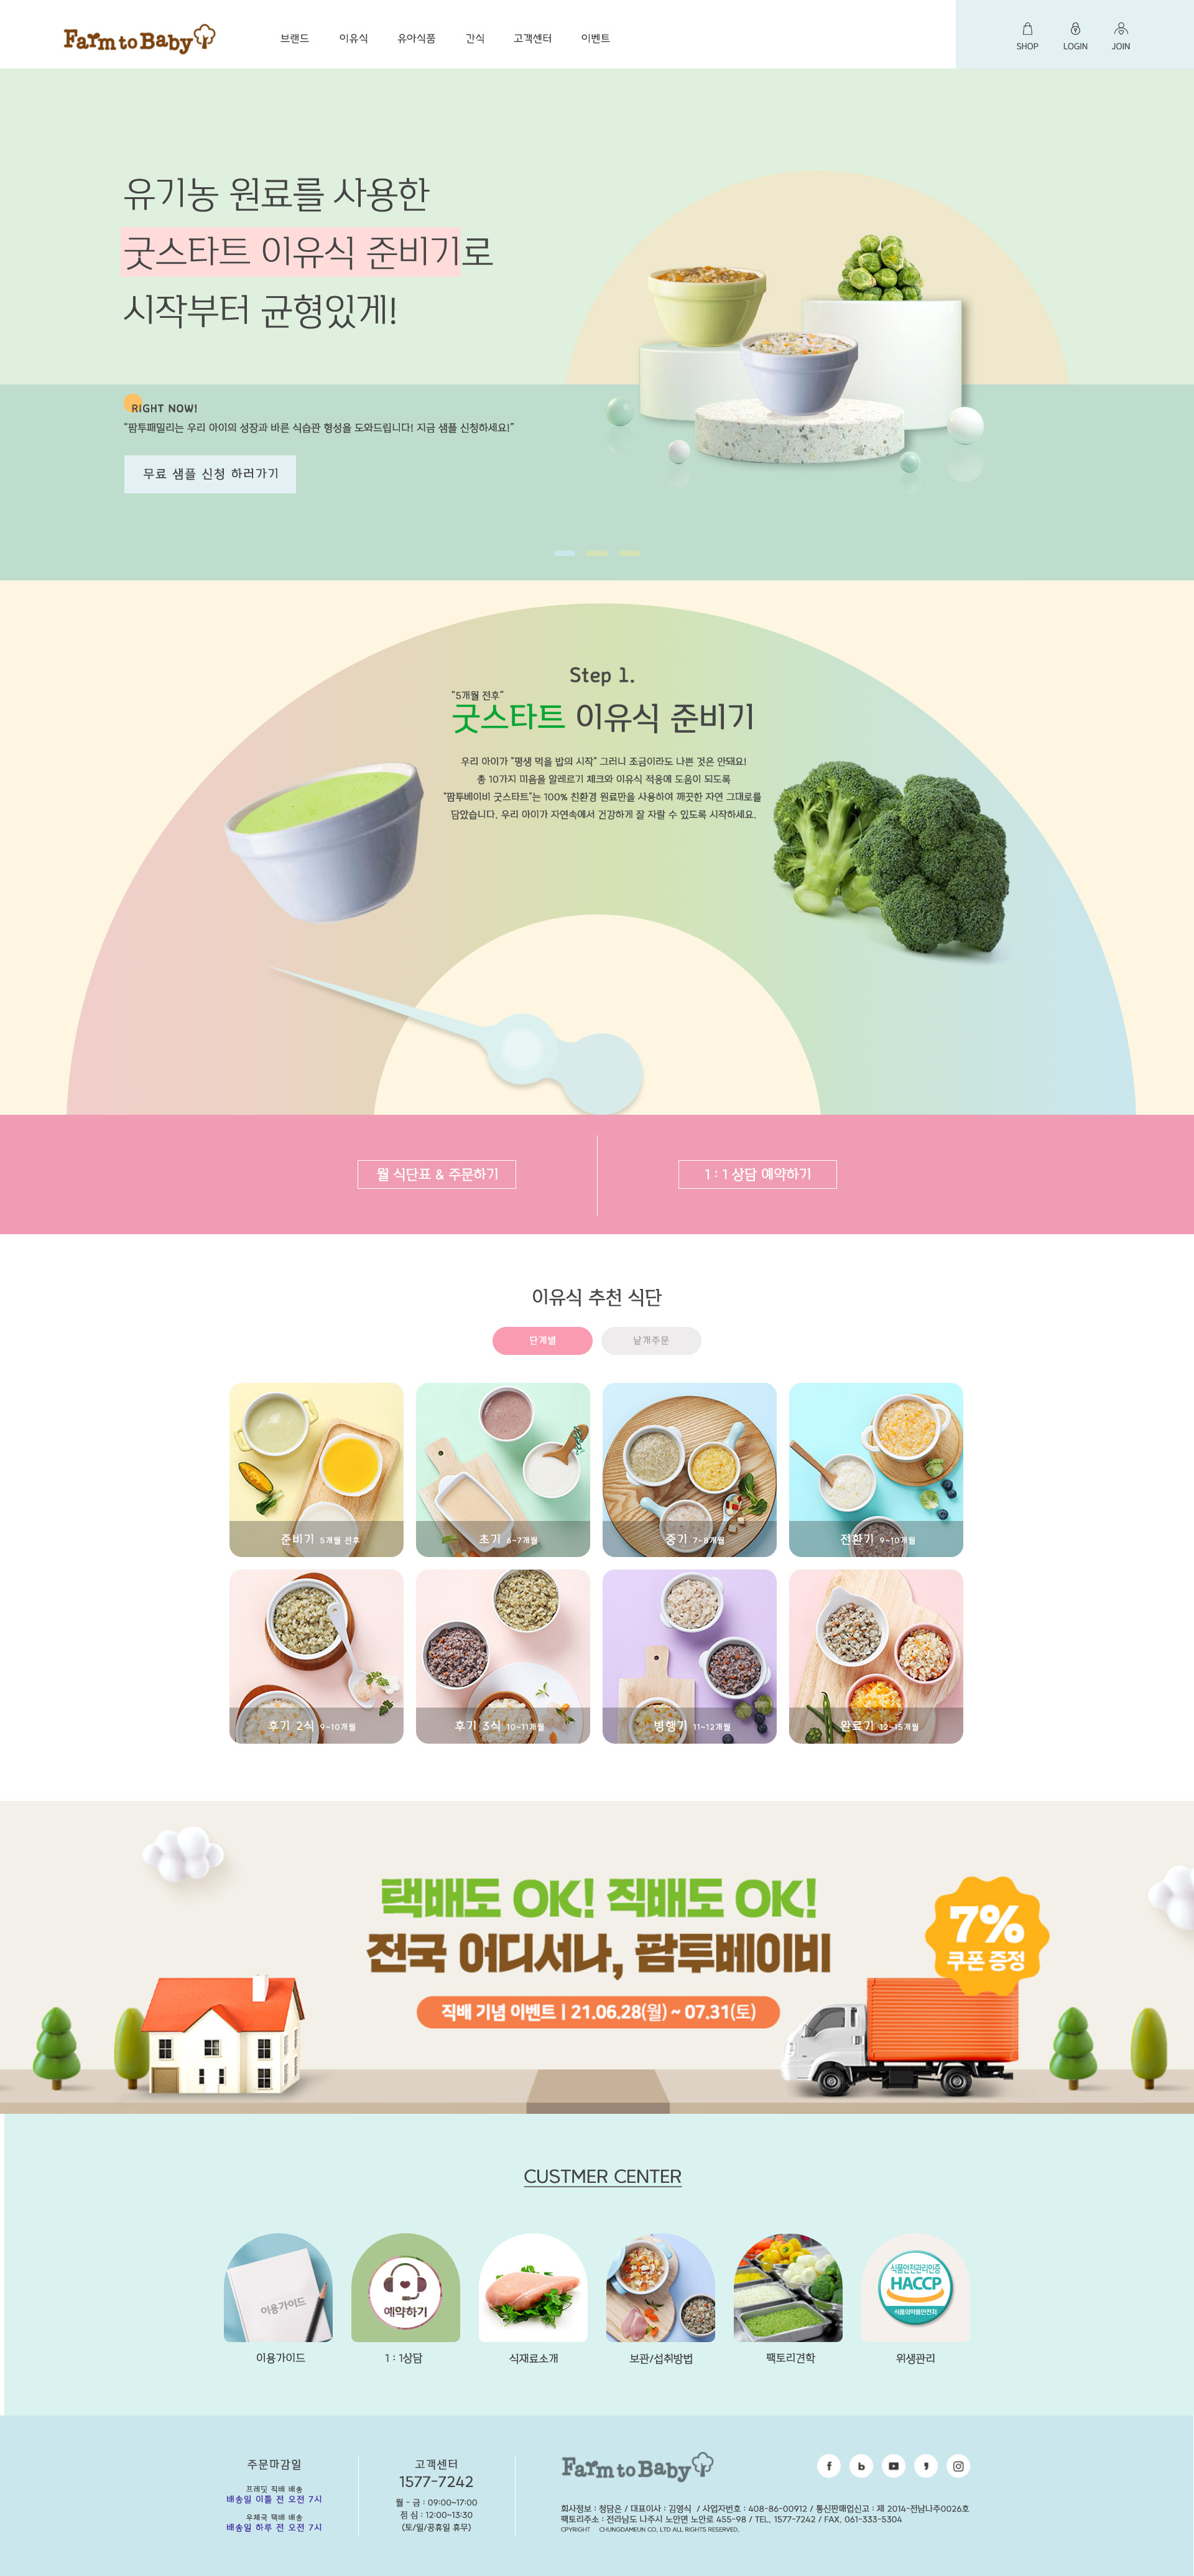 Farm to Baby
브랜드 이유식 유아식품 간식 고객센터 이벤트
SHOP LOGIN JOIN
유기농 원료를 사용한
굿스타트 이유식 준비기로
시작부터 균형있게!
RIGHT NOW!
"팜투패밀리는 우리 아이의 성장과 바른 식습관 형성을 도와드립니다! 지금 샘플 신청하세요!"
무료 샘플 신청 하러가기
Step 1.
"5개월 전후"
굿스타트 이유식 준비기
우리 아이가 "평생 먹을 밥의 시작" 그러니 조금이라도 나쁜 것은 안돼요!
총 10가지 미음을 알레르기 체크와 이유식 적응에 도움이 되도록
"팜투베이비 굿스타트"는 100% 친환경 원료만을 사용하여 깨끗한 자연 그대로를
담았습니다. 우리 아이가 자연속에서 건강하게 잘 자랄 수 있도록 시작하세요.
월 식단표 & 주문하기
1 : 1 상담 예약하기
이유식 추천 식단
단계별 낱개주문
준비기 5개월 전후
초기 6~7개월
중기 7~8개월
전환기 9~10개월
후기 2식 9~10개월
후기 3식 10~11개월
병행기 11~12개월
완료기 12~15개월
택배도 OK! 직배도 OK!
전국 어디서나, 팜투베이비
직배 기념 이벤트 | 21.06.28(월) ~ 07.31(토)
7%
쿠폰 증정
CUSTMER CENTER
이용가이드
예약하기
식품안전관리인증
HACCP
식품의약품안전처
이용가이드 1 : 1상담 식재료소개 보관/섭취방법 팩토리견학 위생관리
주문마감일
프레딧 직배 배송
배송일 이틀 전 오전 7시
우체국 택배 배송
배송일 하루 전 오전 7시
고객센터
1577-7242
월 - 금 : 09:00~17:00
점 심 : 12:00~13:30
(토/일/공휴일 휴무)
Farm to Baby
회사정보 : 청담은 / 대표이사 : 김영식 / 사업자번호 : 408-86-00912 / 통신판매업신고 : 제 2014-전남나주0026호
팩토리주소 : 전라남도 나주시 노안면 노안로 455-98 / TEL. 1577-7242 / FAX. 061-333-5304
CPYRIGHT CHUNGDAMEUN CO. LTD ALL RIGHTS RESERVED.